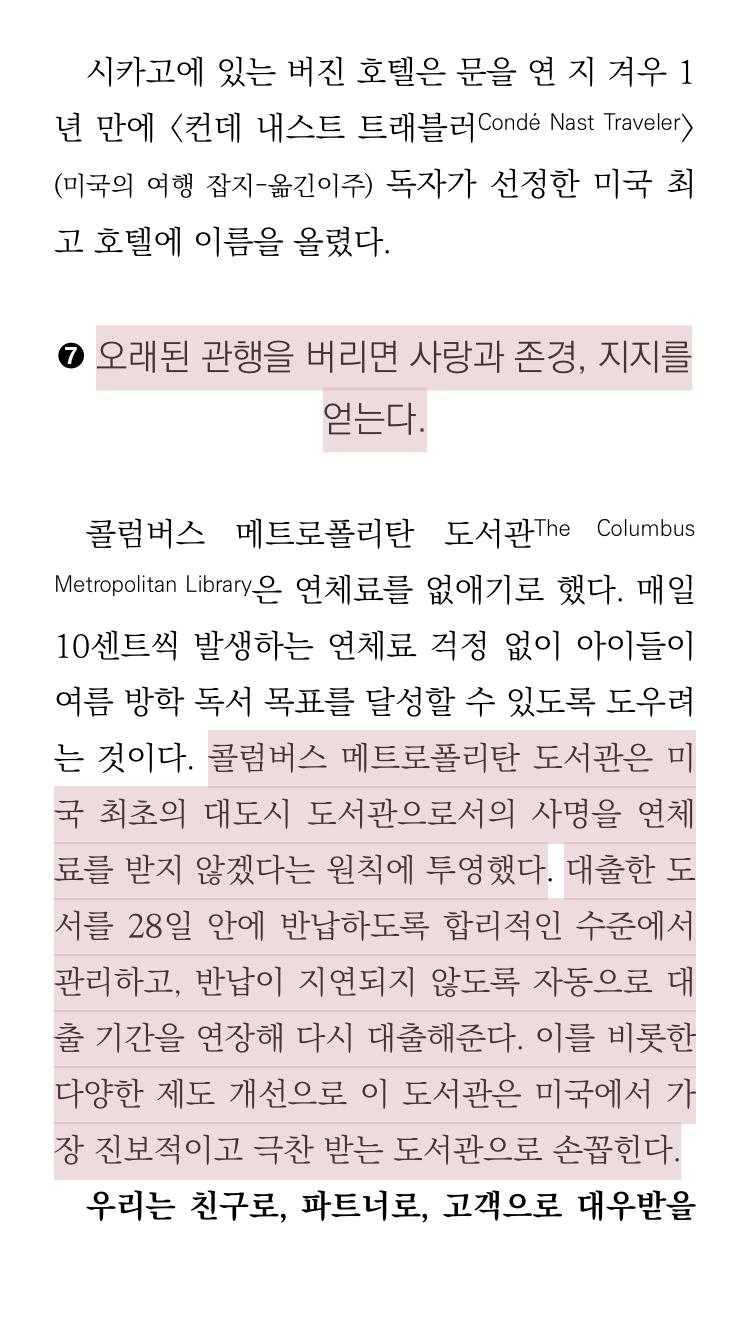 시카고에 있는 버진 호텔은 문을 연 지 겨우 1
년 만에 〈컨데 내스트 트래블러Condé Nast Traveler〉
(미국의 여행 잡지-옮긴이주) 독자가 선정한 미국 최
고 호텔에 이름을 올렸다.
❼ 오래된 관행을 버리면 사랑과 존경, 지지를
얻는다.
콜럼버스 메트로폴리탄 도서관The Columbus
Metropolitan Library은 연체료를 없애기로 했다. 매일
10센트씩 발생하는 연체료 걱정 없이 아이들이
여름 방학 독서 목표를 달성할 수 있도록 도우려
는 것이다. 콜럼버스 메트로폴리탄 도서관은 미
국 최초의 대도시 도서관으로서의 사명을 연체
료를 받지 않겠다는 원칙에 투영했다. 대출한 도
서를 28일 안에 반납하도록 합리적인 수준에서
관리하고, 반납이 지연되지 않도록 자동으로 대
출 기간을 연장해 다시 대출해준다. 이를 비롯한
다양한 제도 개선으로 이 도서관은 미국에서 가
장 진보적이고 극찬 받는 도서관으로 손꼽힌다.
우리는 친구로, 파트너로, 고객으로 대우받을